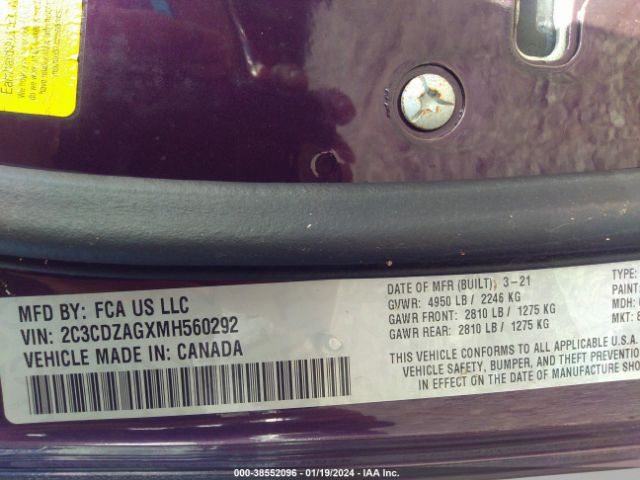 MFD BY: FCA US LLC
VIN: 2C3CDZAGXMH560292
VEHICLE MADE IN: CANADA
DATE OF MFR (BUILT): 3-21
GVWR: 4950 LB / 2246 KG
GAWR FRONT: 2810 LB / 1275 KG
GAWR REAR: 2810 LB / 1275 KG
THIS VEHICLE CONFORMS TO ALL APPLICABLE U.S.A.
VEHICLE SAFETY, BUMPER, AND THEFT PREVENTION
IN EFFECT ON THE DATE OF MANUFACTURE SHOW
TYPE:
PAINT:
MDH:
MKT:
000-38552096 - 01/19/2024 - IAA Inc.